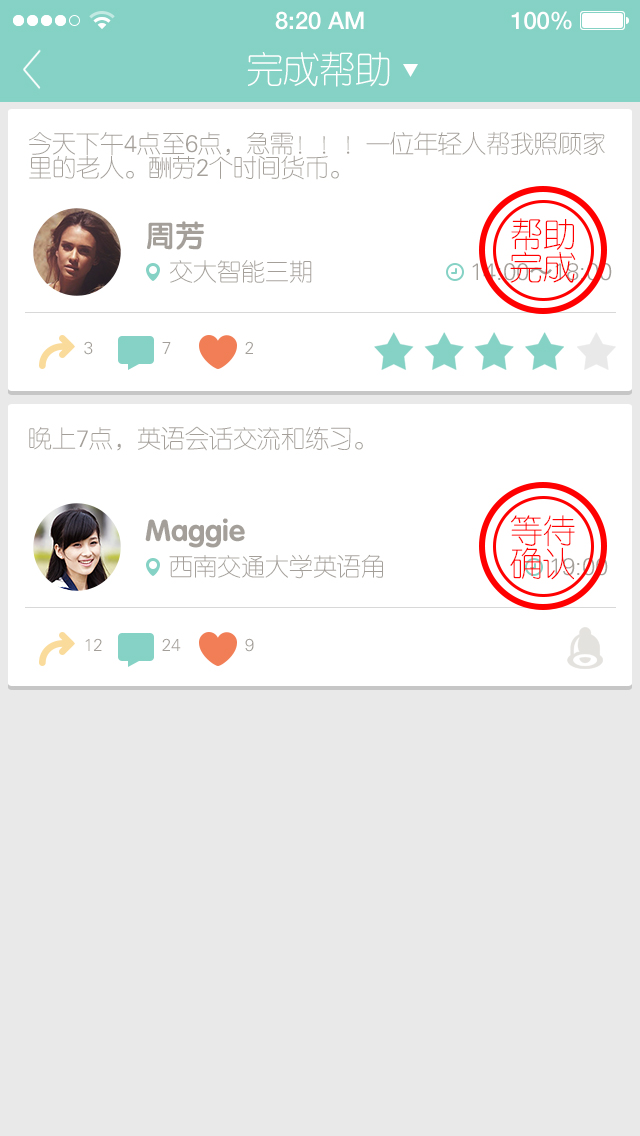 8:20 AM 100%
完成帮助
今天下午4点至6点，急需！！！一位年轻人帮我照顾家
里的老人。酬劳2个时间货币。
周芳
帮助
完成
交大智能三期 14:00~18:00
3 7 2
晚上7点，英语会话交流和练习。
Maggie
等待
确认
西南交通大学英语角 19:00
12 24 9